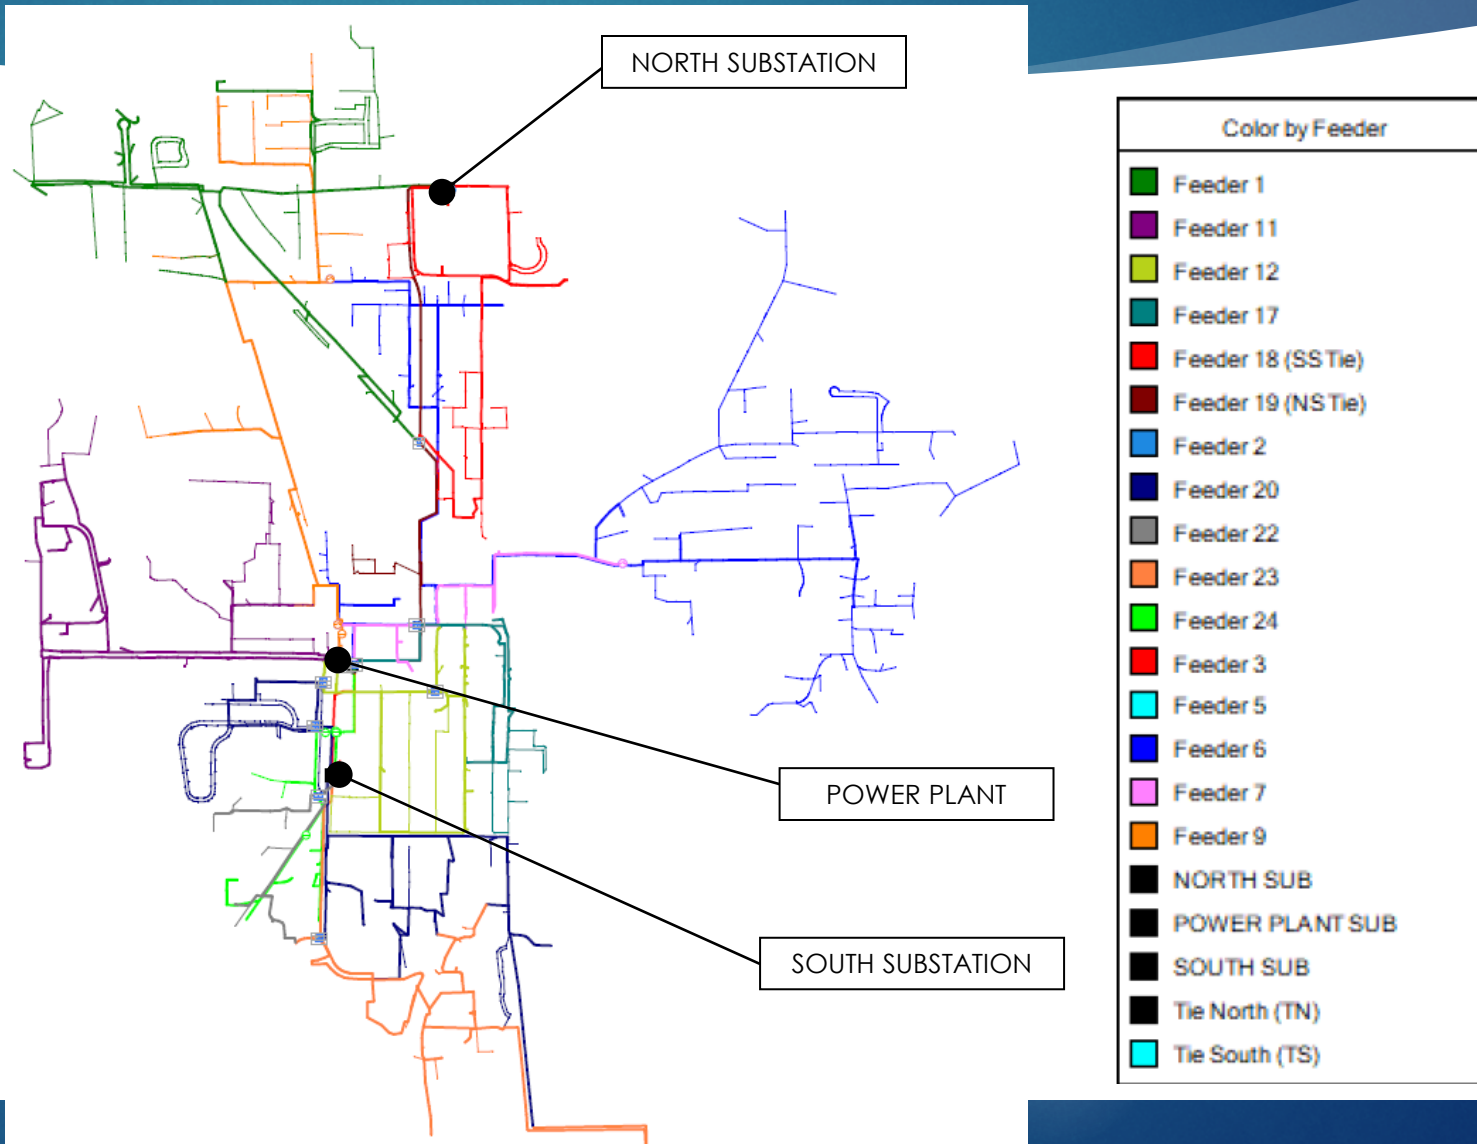 NORTH SUBSTATION
Color by Feeder
Feeder 1
Feeder 11
Feeder 12
Feeder 17
Feeder 18 (SS Tie)
Feeder 19 (NS Tie)
Feeder 2
Feeder 20
Feeder 22
Feeder 23
Feeder 24
Feeder 3
Feeder 5
Feeder 6
Feeder 7
Feeder 9
NORTH SUB
POWER PLANT SUB
SOUTH SUB
Tie North (TN)
Tie South (TS)
POWER PLANT
SOUTH SUBSTATION